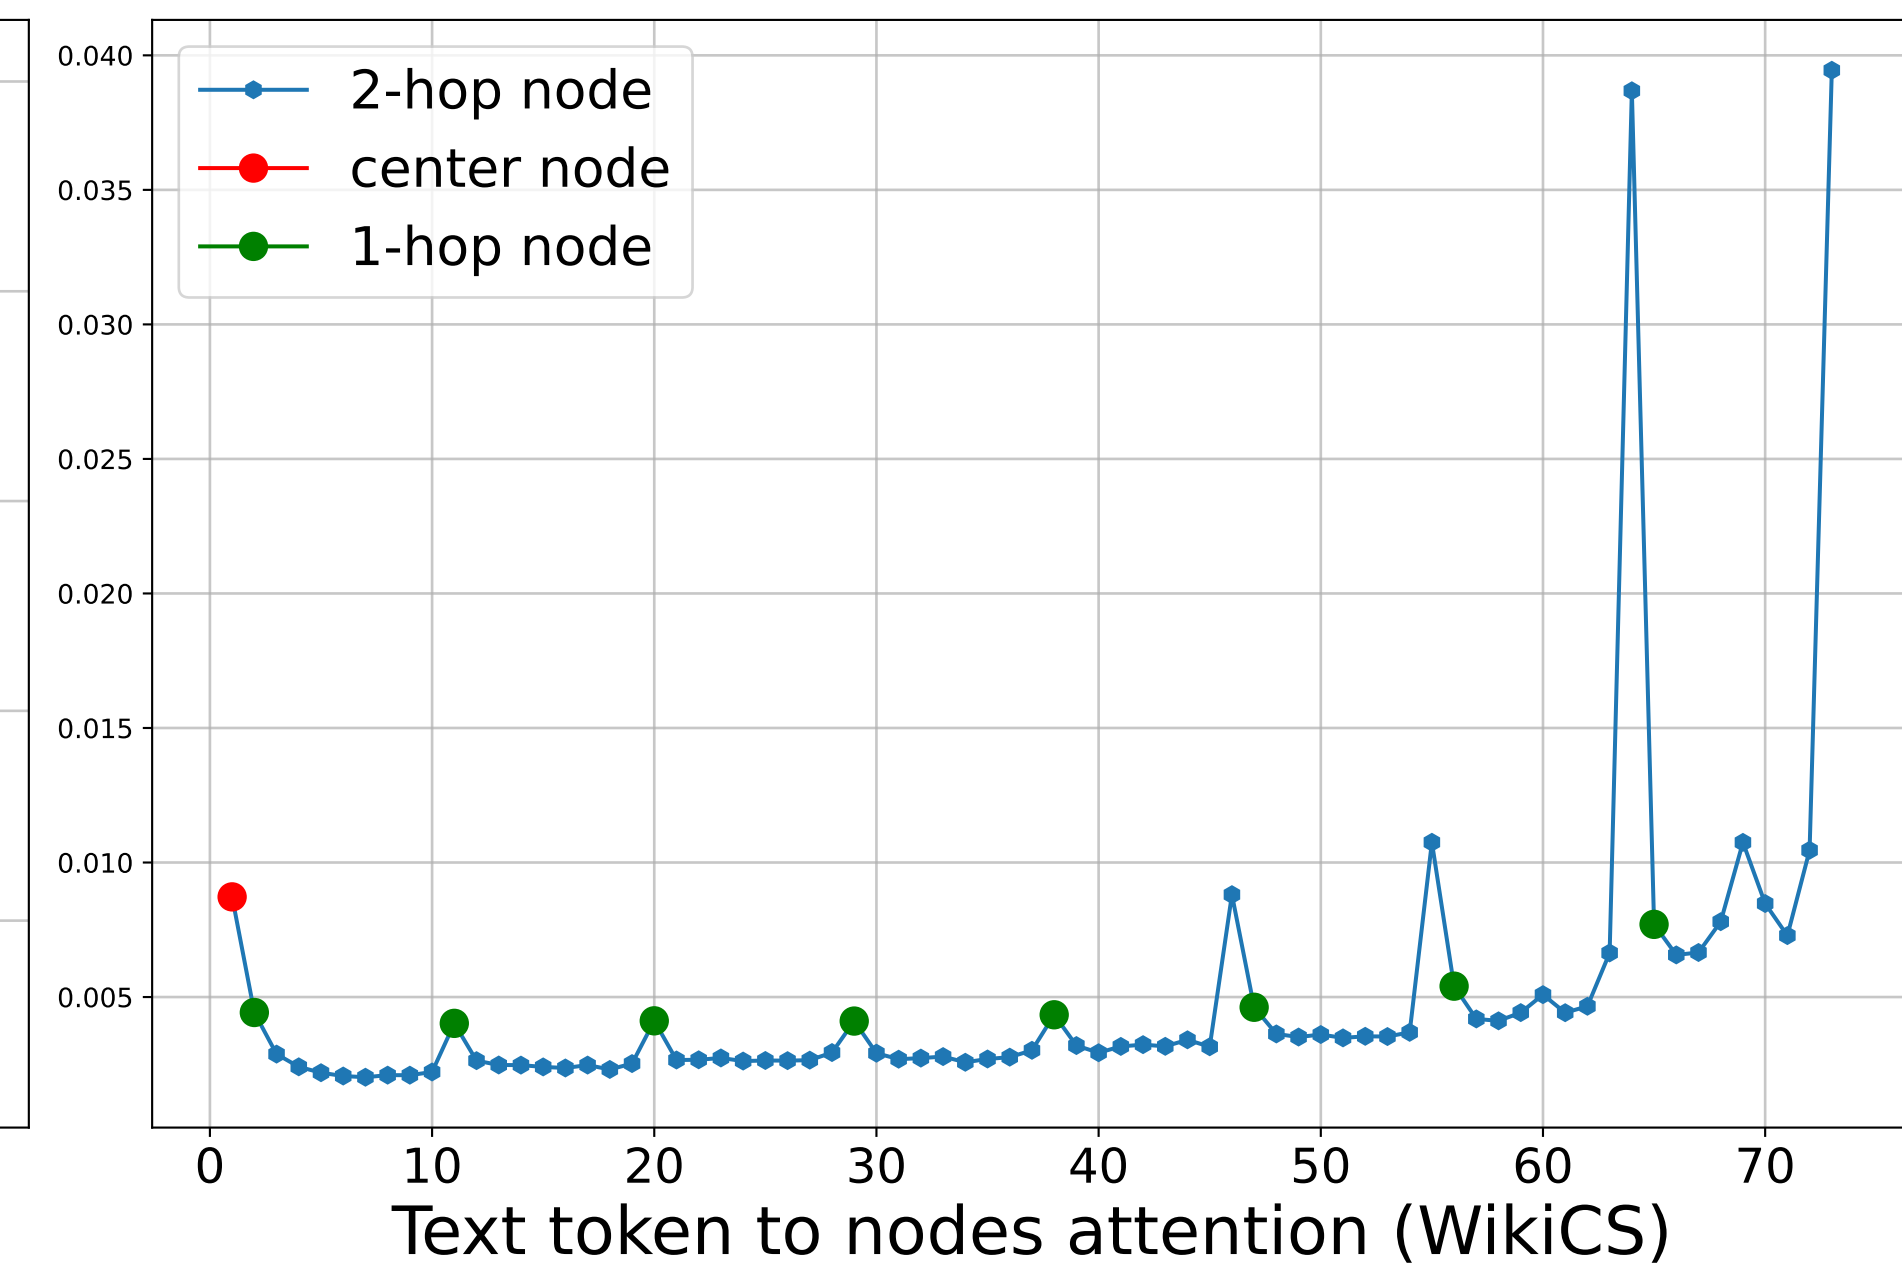 0.040
0.035
0.030
0.025
0.020
0.015
0.010
0.005
2-hop node
center node
1-hop node
0 10 20 30 40 50 60 70
Text token to nodes attention (WikiCS)